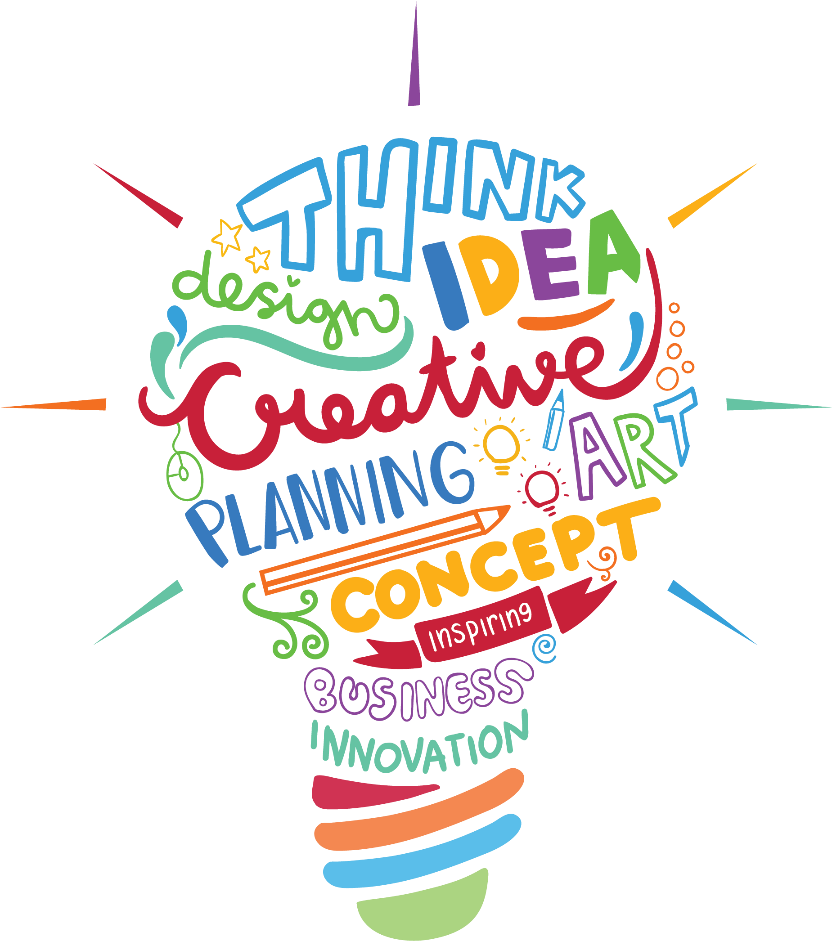 THINK
IDEA
design
Creative
ART
PLANNING
CONCEPT
inspiring
BUSINESS
INNOVATION